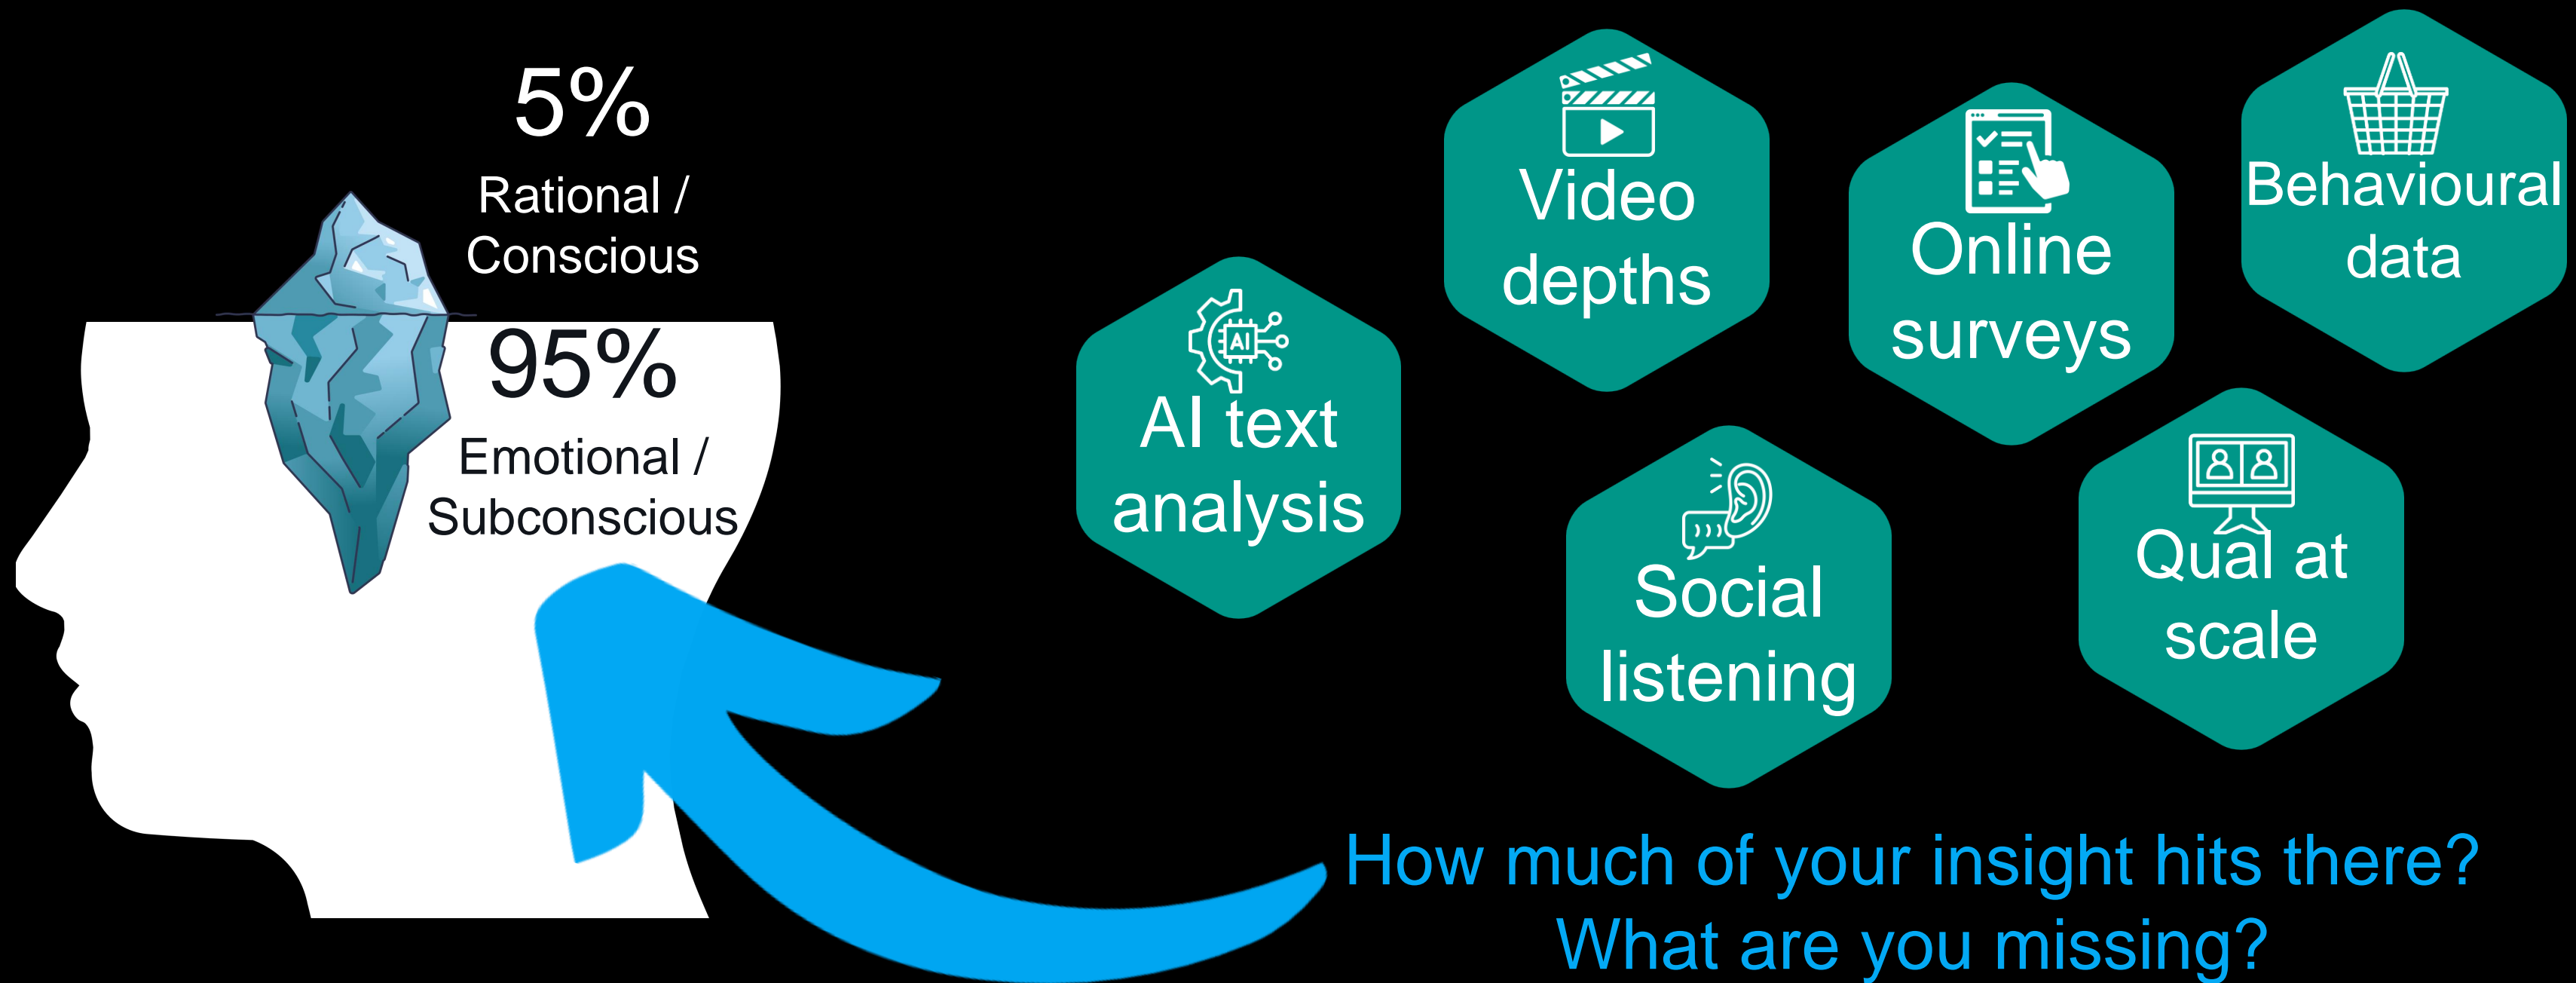 5%
Rational /
Conscious
95%
Emotional /
Subconscious
AI
AI text
analysis
Video
depths
Online
surveys
Behavioural
data
Social
listening
Qual at
scale
How much of your insight hits there?
What are you missing?